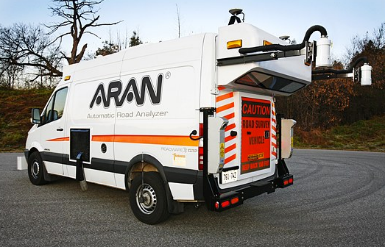 ARAN®
Automatic Road Analyzer
CAUTION
ROAD SURVEY
VEHICLE